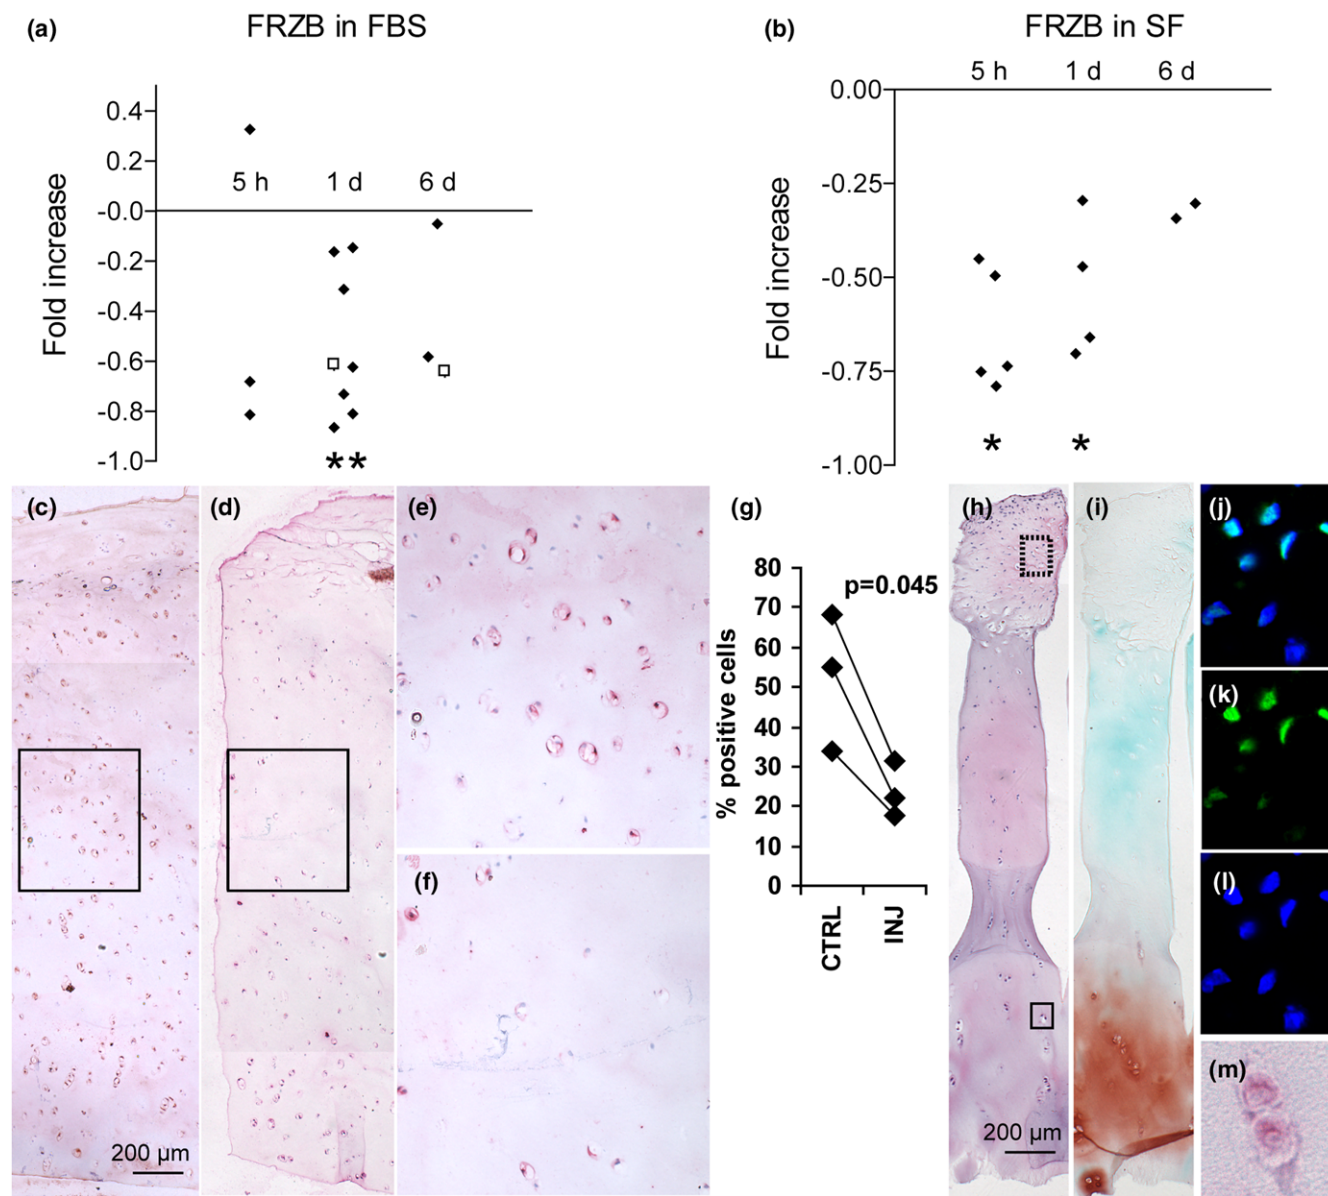 (a)
FRZB in FBS
Fold increase
0.4
0.2
-0.0
-0.2
-0.4
-0.6
-0.8
-1.0
5 h
1 d
6 d
**
(b)
FRZB in SF
5 h
1 d
6 d
Fold increase
0.00
-0.25
-0.50
-0.75
-1.00
*
*
(c)
200 µm
(d)
(e)
(f)
(g)
% positive cells
80
70
60
50
40
30
20
10
0
p=0.045
CTRL
INJ
(h)
200 µm
(i)
(j)
(k)
(l)
(m)